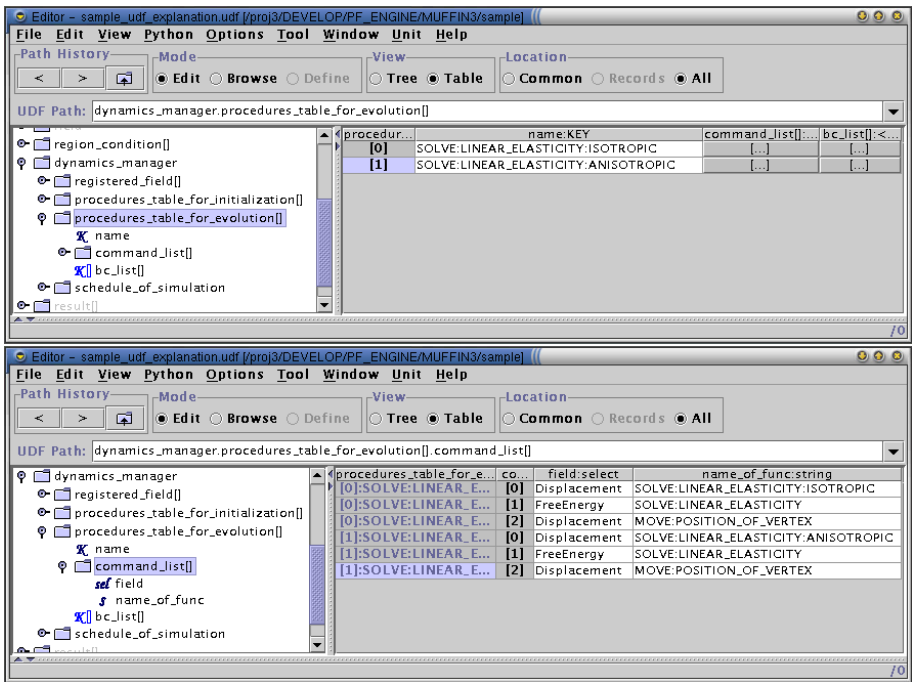 Editor - sample_udf_explanation.udf [/proj3/DEVELOP/PF_ENGINE/MUFFIN3/sample]
File Edit View Python Options Tool Window Unit Help
Path History Mode View Location
< > Edit Browse Define Tree Table Common Records All
UDF Path: dynamics_manager.procedures_table_for_evolution[]
region_condition[]
dynamics_manager
registered_field[]
procedures_table_for_initialization[]
procedures_table_for_evolution[]
K name
command_list[]
K[] bc_list[]
schedule_of_simulation
result[]
procedur... name:KEY command_list[]:... bc_list[]:<...
[0] SOLVE:LINEAR_ELASTICITY:ISOTROPIC [...] [...]
[1] SOLVE:LINEAR_ELASTICITY:ANISOTROPIC [...] [...]
/0
Editor - sample_udf_explanation.udf [/proj3/DEVELOP/PF_ENGINE/MUFFIN3/sample]
File Edit View Python Options Tool Window Unit Help
Path History Mode View Location
< > Edit Browse Define Tree Table Common Records All
UDF Path: dynamics_manager.procedures_table_for_evolution[].command_list[]
dynamics_manager
registered_field[]
procedures_table_for_initialization[]
procedures_table_for_evolution[]
K name
command_list[]
sel field
s name_of_func
K[] bc_list[]
schedule_of_simulation
procedures_table_for_e... co... field:select name_of_func:string
[0]:SOLVE:LINEAR_E... [0] Displacement SOLVE:LINEAR_ELASTICITY:ISOTROPIC
[0]:SOLVE:LINEAR_E... [1] FreeEnergy SOLVE:LINEAR_ELASTICITY
[0]:SOLVE:LINEAR_E... [2] Displacement MOVE:POSITION_OF_VERTEX
[1]:SOLVE:LINEAR_E... [0] Displacement SOLVE:LINEAR_ELASTICITY:ANISOTROPIC
[1]:SOLVE:LINEAR_E... [1] FreeEnergy SOLVE:LINEAR_ELASTICITY
[1]:SOLVE:LINEAR_E... [2] Displacement MOVE:POSITION_OF_VERTEX
/0